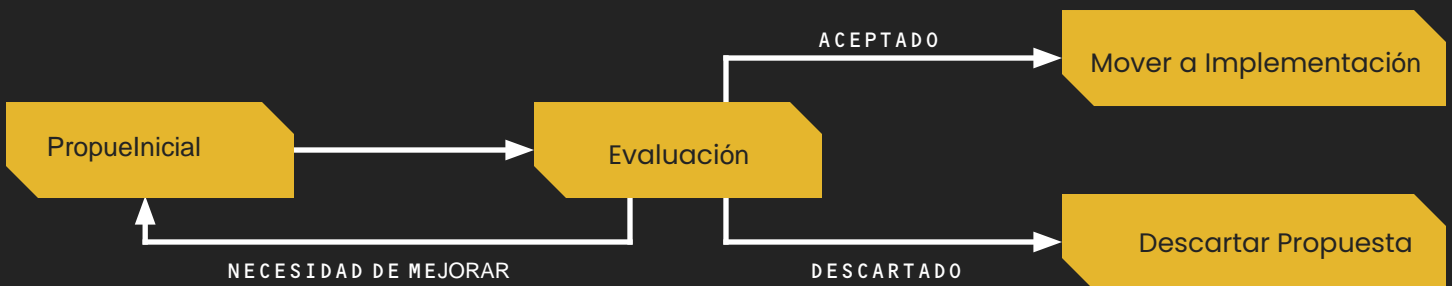 ACEPTADO
Mover a Implementación
PropueInicial
Evaluación
Descartar Propuesta
NECESIDAD DE MEJORAR
DESCARTADO